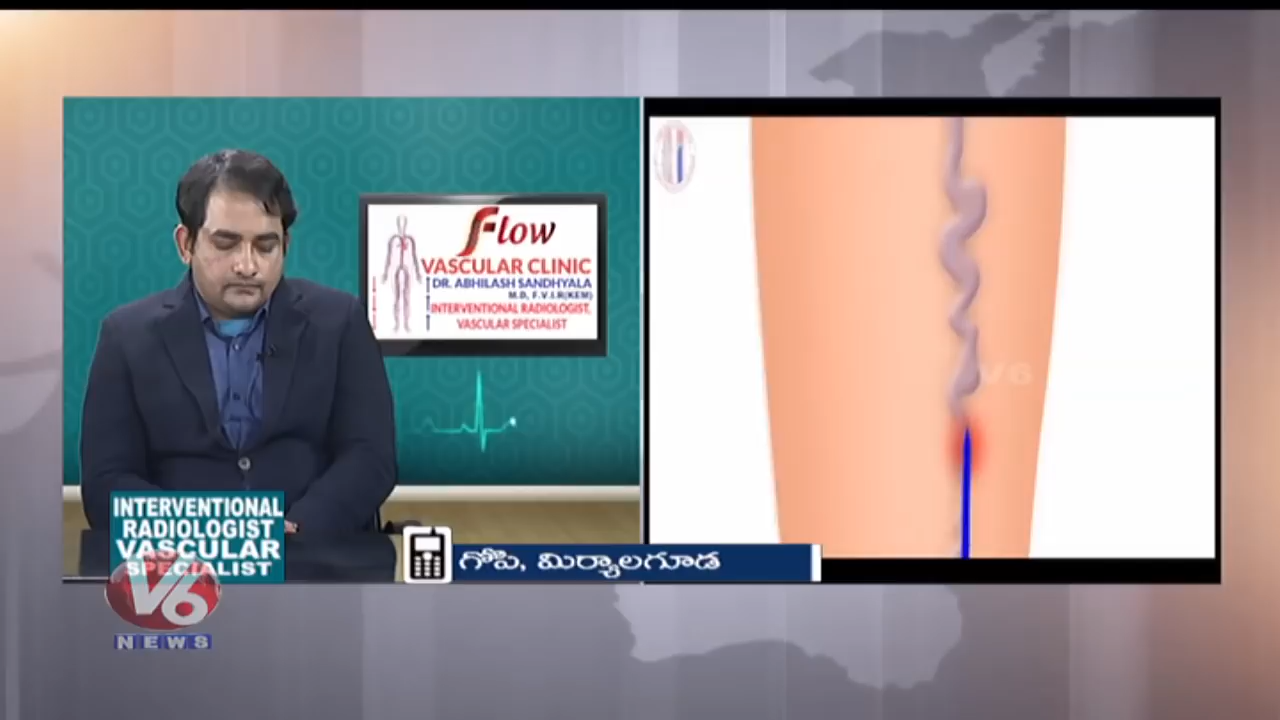 Flow
VASCULAR CLINIC
DR. ABHILASH SANDHYALA
M.D, F.V.I.R(KEM)
INTERVENTIONAL RADIOLOGIST,
VASCULAR SPECIALIST
V6
INTERVENTIONAL
RADIOLOGIST
VASCULAR
SPECIALIST
గోపి, మిర్యాలగూడ
V6
NEWS